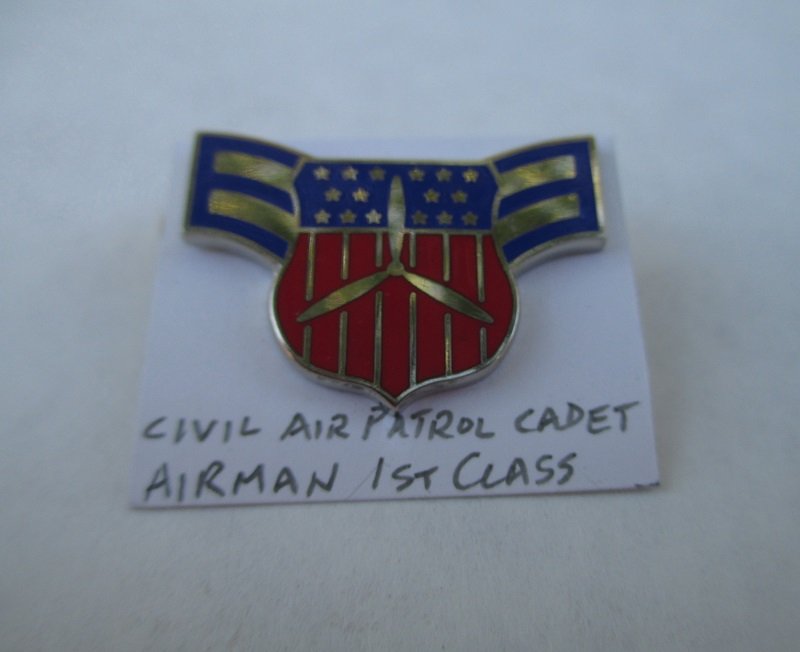 CIVIL AIR PATROL CADET
AIRMAN 1ST CLASS